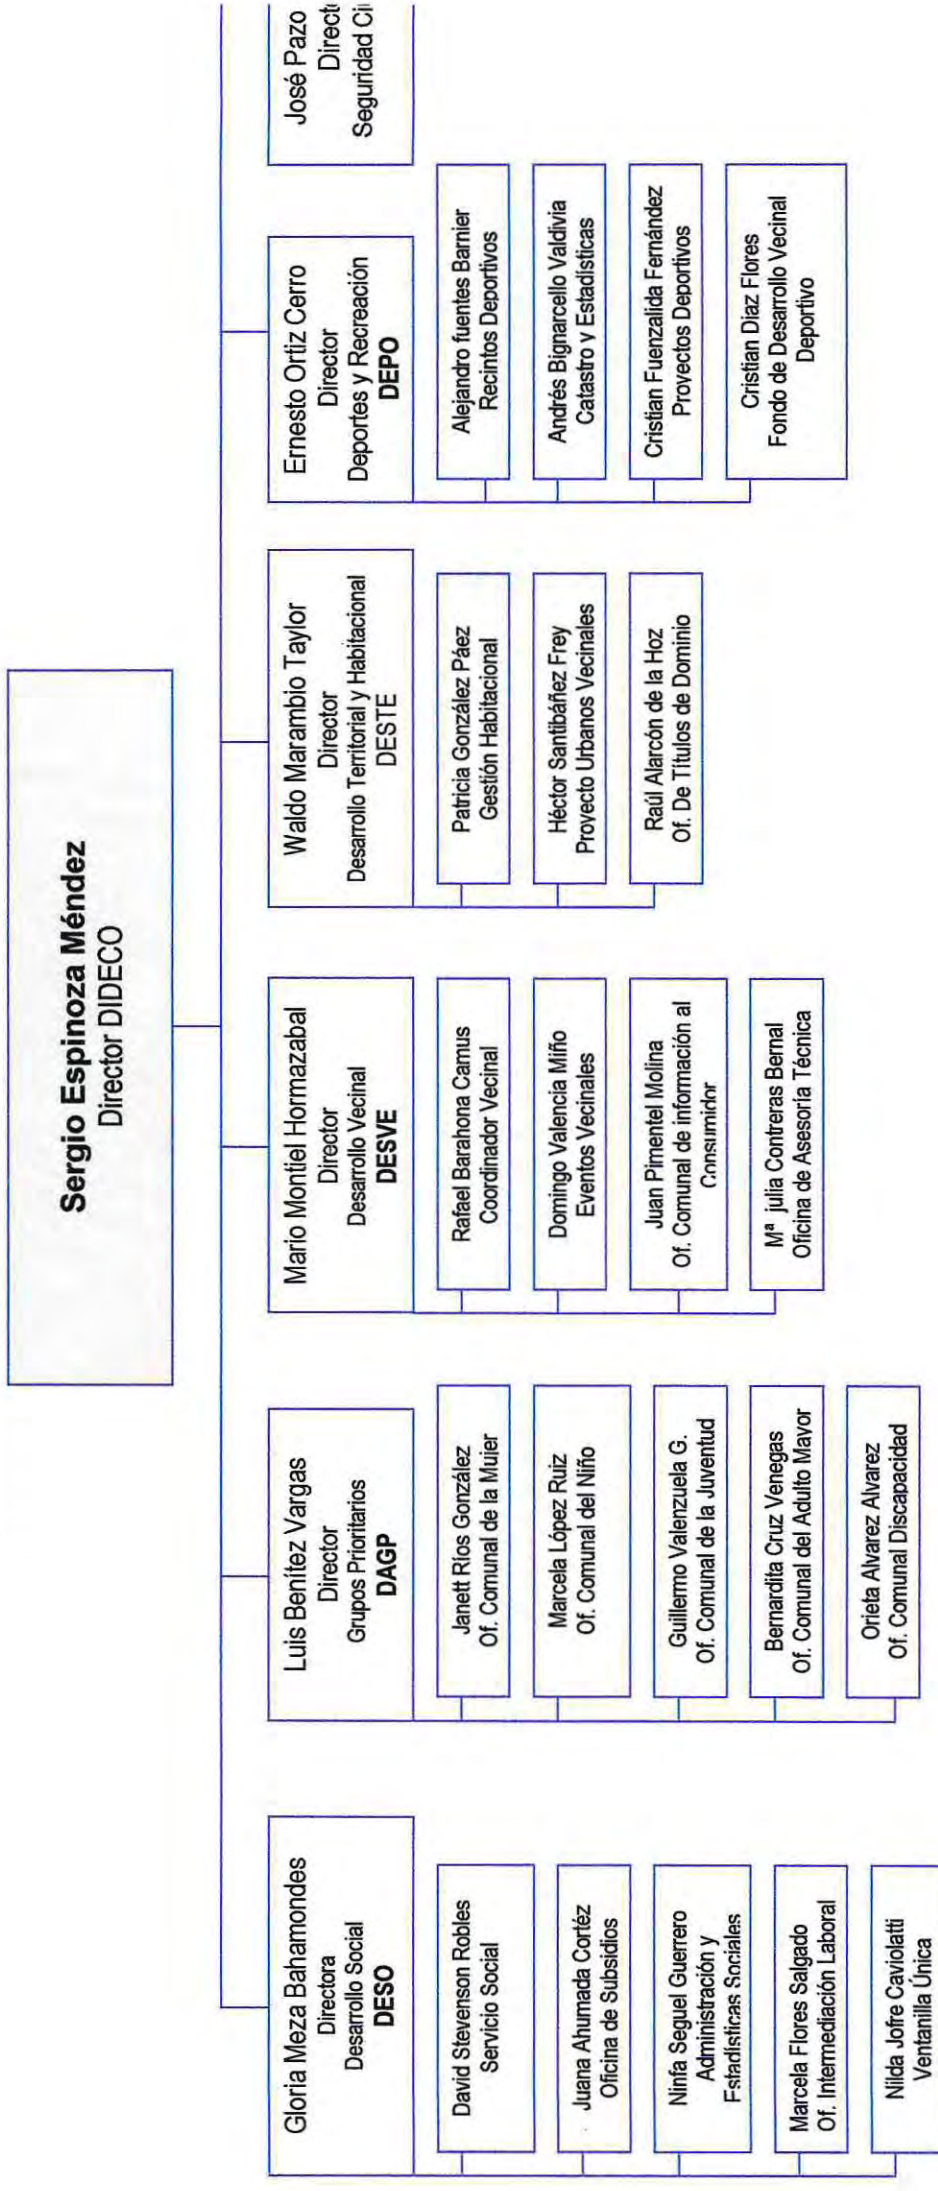 Sergio Espinoza Méndez
Director DIDECO
Gloria Meza Bahamondes
Directora
Desarrollo Social
DESO
David Stevenson Robles
Servicio Social
Juana Ahumada Cortéz
Oficina de Subsidios
Ninfa Seguel Guerrero
Administración y
Estadísticas Sociales
Marcela Flores Salgado
Of. Intermediación Laboral
Nilda Jofre Caviolatti
Ventanilla Única
Luis Benítez Vargas
Director
Grupos Prioritarios
DAGP
Janett Ríos González
Of. Comunal de la Mujer
Marcela López Ruiz
Of. Comunal del Niño
Guillermo Valenzuela G.
Of. Comunal de la Juventud
Bernardita Cruz Venegas
Of. Comunal del Adulto Mayor
Orieta Alvarez Alvarez
Of. Comunal Discapacidad
Mario Montiel Hormazabal
Director
Desarrollo Vecinal
DESVE
Rafael Barahona Camus
Coordinador Vecinal
Domingo Valencia Miño
Eventos Vecinales
Juan Pimentel Molina
Of. Comunal de información al
Consumidor
Mª julia Contreras Bernal
Oficina de Asesoría Técnica
Waldo Marambio Taylor
Director
Desarrollo Territorial y Habitacional
DESTE
Patricia González Páez
Gestión Habitacional
Héctor Santibáñez Frey
Proyecto Urbanos Vecinales
Raúl Alarcón de la Hoz
Of. De Títulos de Dominio
Ernesto Ortiz Cerro
Director
Deportes y Recreación
DEPO
Alejandro fuentes Barnier
Recintos Deportivos
Andrés Bignarcello Valdivia
Catastro y Estadísticas
Cristian Fuenzalida Fernández
Proyectos Deportivos
Cristian Diaz Flores
Fondo de Desarrollo Vecinal
Deportivo
José Pazo
Direct
Seguridad Ci